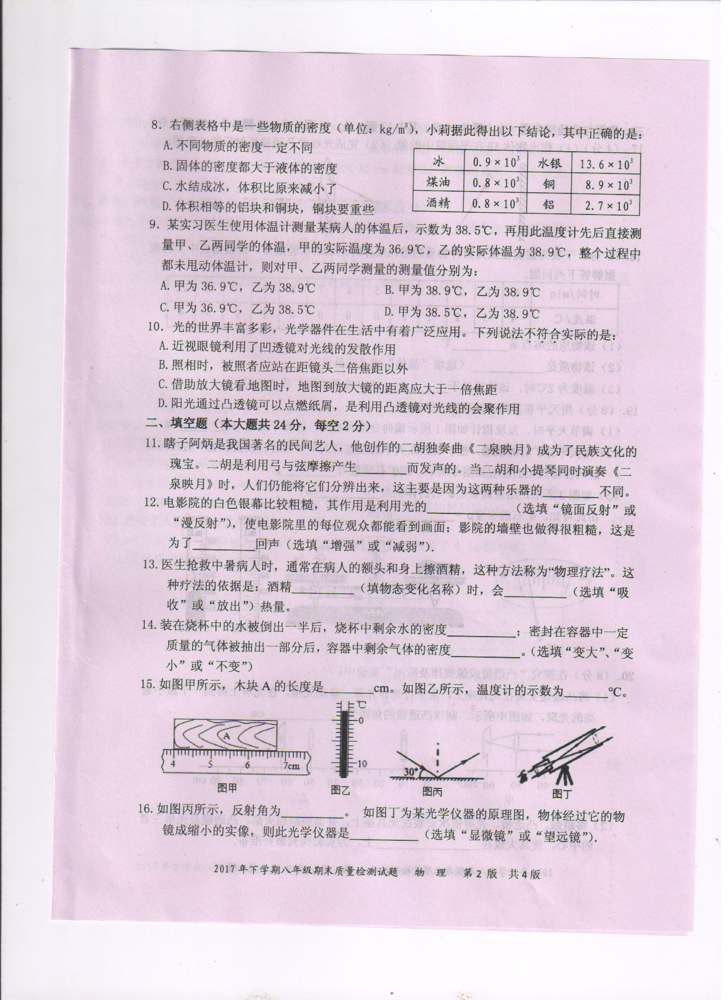 8. 右侧表格中是一些物质的密度（单位：kg/m³），小莉据此得出以下结论，其中正确的是：
A. 不同物质的密度一定不同
B. 固体的密度都大于液体的密度
C. 水结成冰，体积比原来减小了
D. 体积相等的铝块和铜块，铜块要重些
冰 0.9×10³ 水银 13.6×10³
煤油 0.8×10³ 铜 8.9×10³
酒精 0.8×10³ 铝 2.7×10³
9. 某实习医生使用体温计测量某病人的体温后，示数为 38.5℃，再用此温度计先后直接测
量甲、乙两同学的体温，甲的实际温度为 36.9℃，乙的实际体温为 38.9℃，整个过程中
都未甩动体温计，则对甲、乙两同学测量的测量值分别为：
A. 甲为 36.9℃，乙为 38.9℃ B. 甲为 38.9℃，乙为 38.9℃
C. 甲为 36.9℃，乙为 38.5℃ D. 甲为 38.5℃，乙为 38.9℃
10. 光的世界丰富多彩，光学器件在生活中有着广泛应用。下列说法不符合实际的是：
A. 近视眼镜利用了凹透镜对光线的发散作用
B. 照相时，被照者应站在距镜头二倍焦距以外
C. 借助放大镜看地图时，地图到放大镜的距离应大于一倍焦距
D. 阳光通过凸透镜可以点燃纸屑，是利用凸透镜对光线的会聚作用
二、填空题（本大题共 24 分，每空 2 分）
11. 瞎子阿炳是我国著名的民间艺人，他创作的二胡独奏曲《二泉映月》成为了民族文化的
瑰宝。二胡是利用弓与弦摩擦产生________而发声的。当二胡和小提琴同时演奏《二
泉映月》时，人们仍能将它们分辨出来，这主要是因为这两种乐器的________不同。
12. 电影院的白色银幕比较粗糙，其作用是利用光的____________（选填“镜面反射”或
“漫反射”），使电影院里的每位观众都能看到画面；影院的墙壁也做得很粗糙，这是
为了_________回声（选填“增强”或“减弱”）.
13. 医生抢救中暑病人时，通常在病人的额头和身上擦酒精，这种方法称为“物理疗法”。这
种疗法的依据是：酒精_________（填物态变化名称）时，会_________（选填“吸
收”或“放出”）热量。
14. 装在烧杯中的水被倒出一半后，烧杯中剩余水的密度__________；密封在容器中一定
质量的气体被抽出一部分后，容器中剩余气体的密度__________。（选填“变大”、“变
小”或“不变”）
15. 如图甲所示，木块 A 的长度是_______cm。如图乙所示，温度计的示数为______℃。
A
4 5 6 7cm
图甲
℃
0
10
图乙
30°
图丙
图丁
16. 如图丙所示，反射角为_________。 如图丁为某光学仪器的原理图，物体经过它的物
镜成缩小的实像，则此光学仪器是__________（选填“显微镜”或“望远镜”）.
2017 年下学期八年级期末质量检测试题 物 理 第 2 版 共 4 版